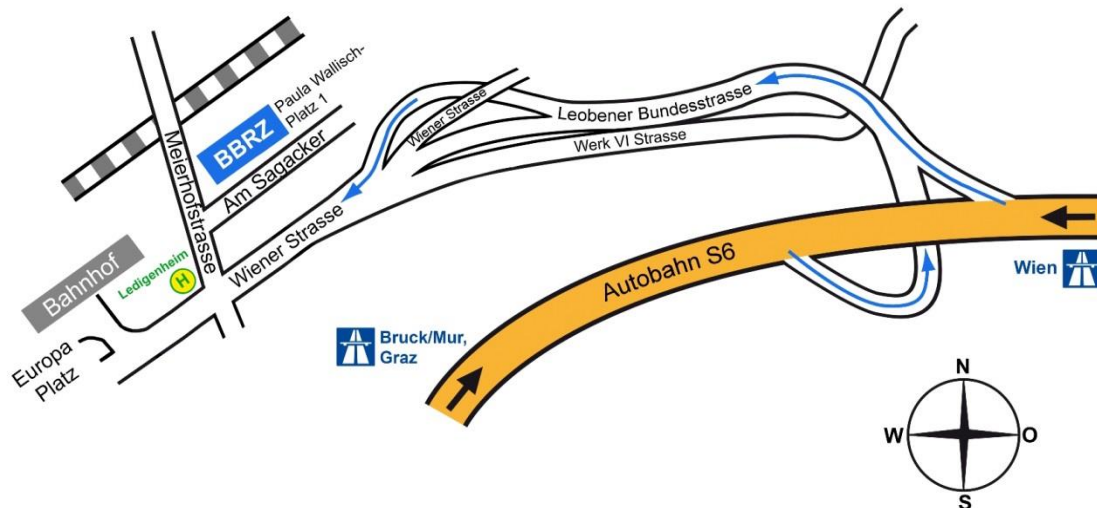 Paula Wallisch-
Platz 1
BBRZ
Meierhofstrasse
Am Sagacker
Wiener Strasse
Wiener Strasse
Leobener Bundesstrasse
Werk VI Strasse
Bahnhof
Ledigenheim
H
Europa
Platz
Autobahn S6
Bruck/Mur,
Graz
Wien
N
W
O
S